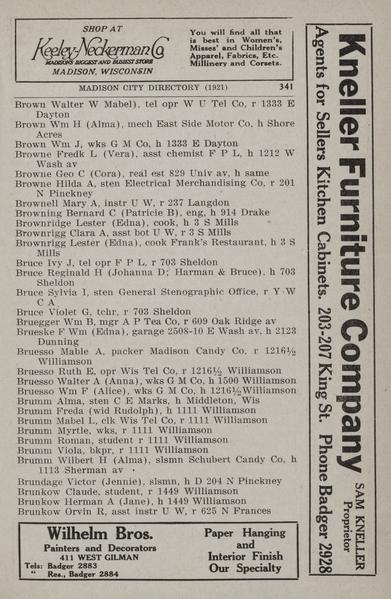 SHOP AT
Keeley-Neckerman Co
MADISON'S BIGGEST AND BUSIEST STORE
MADISON, WISCONSIN
You will find all that
is best in Women's,
Misses' and Children's
Apparel, Fabrics, Etc.
Millinery and Corsets.
MADISON CITY DIRECTORY (1921) 341
Brown Walter W Mabel), tel opr W U Tel Co, r 1333 E
Dayton
Brown Wm H (Alma), mech East Side Motor Co, h Shore
Acres
Brown Wm J, wks G M Co, h 1333 E Dayton
Browne Fredk L (Vera), asst chemist F P L, h 1212 W
Wash av
Browne Geo C (Cora), real est 829 Univ av, h same
Browne Hilda A, sten Electrical Merchandising Co, r 201
N Pinckney
Brownell Mary A, instr U W, r 237 Langdon
Browning Bernard C (Patricie B), eng, h 914 Drake
Brownridge Lester (Edna), cook, h 3 S Mills
Brownrigg Clara A, asst bot U W, r 3 S Mills
Brownrigg Lester (Edna), cook Frank's Restaurant, h 3 S
Mills
Bruce Ivy J, tel opr F P L, r 703 Sheldon
Bruce Reginald H (Johanna D; Harman & Bruce), h 703
Sheldon
Bruce Sylvia I, sten General Stenographic Office, r Y W
C A
Bruce Violet G, tchr, r 703 Sheldon
Bruegger Wm B, mgr A P Tea Co, r 609 Oak Ridge av
Brueske F Wm (Edna), garage 2508-10 E Wash av, h 2123
Dunning
Bruesso Mable A, packer Madison Candy Co, r 1216½
Williamson
Bruesso Ruth E, opr Wis Tel Co, r 1216½ Williamson
Bruesso Walter A (Anna), wks G M Co, h 1500 Williamson
Bruesso Wm F (Alice), wks G M Co, h 1216½ Williamson
Brumm Alma, sten C E Marks, h Middleton, Wis
Brumm Freda (wid Rudolph), h 1111 Williamson
Brumm Mabel L, clk Wis Tel Co, r 1111 Williamson
Brumm Myrtle, wks, r 1111 Williamson
Brumm Roman, student r 1111 Williamson
Brumm Viola, bkpr, r 1111 Williamson
Brumm Wilbert H (Alma), slsmn Schubert Candy Co, h
1113 Sherman av
Brundage Victor (Jennie), slsmn, h D 204 N Pinckney
Brunkow Claude, student, r 1449 Williamson
Brunkow Herman A (Jane), h 1449 Williamson
Brunkow Orvin R, asst instr U W, r 625 N Frances
Wilhelm Bros.
Painters and Decorators
411 WEST GILMAN
Tels: Badger 2883
" Res., Badger 2884
Paper Hanging
and
Interior Finish
Our Specialty
Kneller Furniture Company
SAM KNELLER
Proprietor
Agents for Sellers Kitchen Cabinets. 203-207 King St. Phone Badger 2928